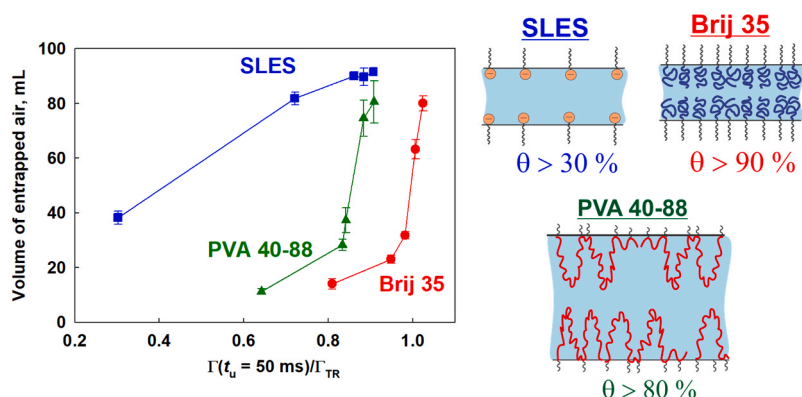 Volume of entrapped air, mL
100
80
60
40
20
0
0.2
0.4
0.6
0.8
1.0
Γ(tu = 50 ms)/ΓTR
SLES
PVA 40-88
Brij 35
SLES
θ > 30 %
Brij 35
θ > 90 %
PVA 40-88
θ > 80 %